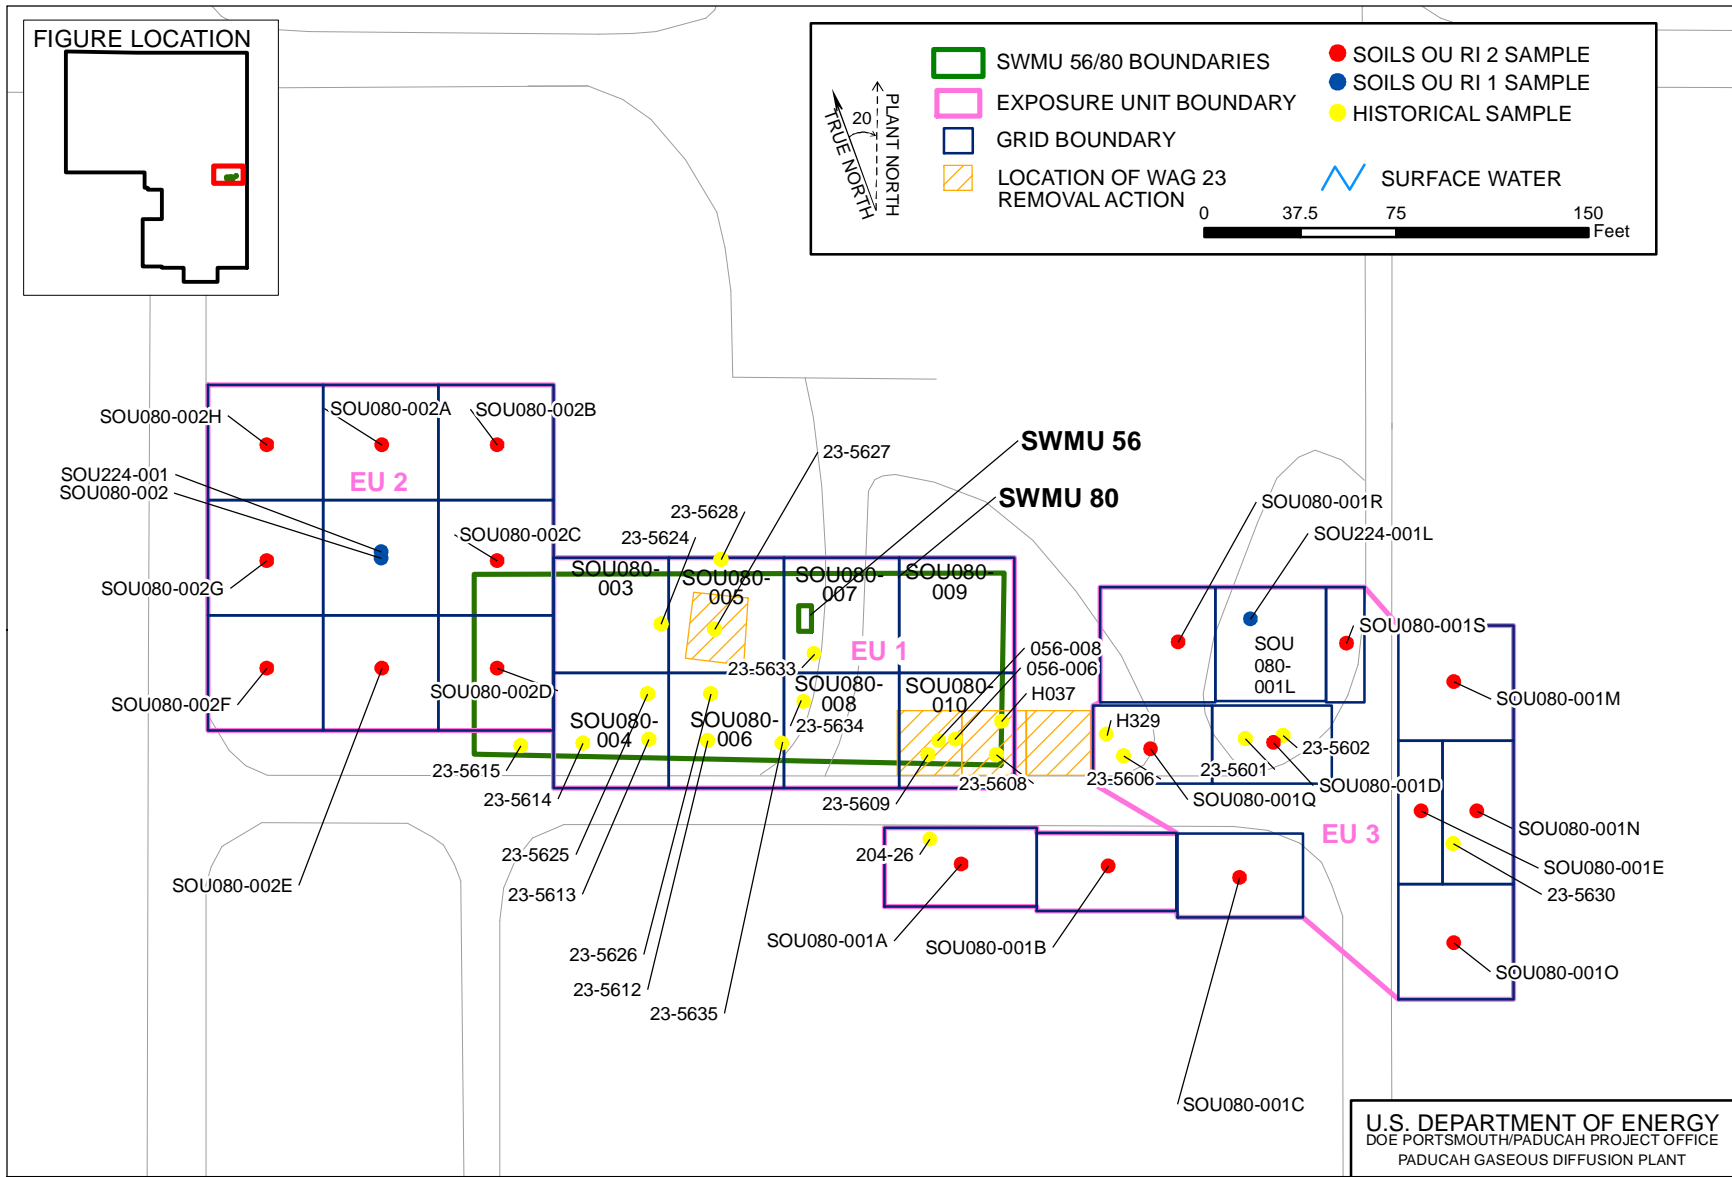 FIGURE LOCATION
SWMU 56/80 BOUNDARIES
EXPOSURE UNIT BOUNDARY
GRID BOUNDARY
LOCATION OF WAG 23
REMOVAL ACTION
SOILS OU RI 2 SAMPLE
SOILS OU RI 1 SAMPLE
HISTORICAL SAMPLE
SURFACE WATER
TRUE NORTH
20
PLANT NORTH
0 37.5 75 150
Feet
SOU080-002H
SOU080-002A
SOU080-002B
SOU224-001
SOU080-002
EU 2
SOU080-002C
SOU080-002G
SOU080-002F
SOU080-002D
SOU080-002E
23-5627
23-5628
23-5624
SWMU 56
SWMU 80
SOU080-
003
SOU080-
005
SOU080-
007
SOU080-
009
EU 1
23-5633
SOU080-
004
SOU080-
006
SOU080-
008
SOU080-
010
23-5634
056-008
056-006
H037
23-5615
23-5614
23-5625
23-5613
23-5626
23-5612
23-5635
23-5609
23-5608
204-26
SOU080-001A
SOU080-001B
SOU080-001C
SOU080-001R
SOU224-001L
SOU
080-
001L
SOU080-001S
H329
23-5606
23-5601
23-5602
SOU080-001D
SOU080-001Q
EU 3
SOU080-001M
SOU080-001N
SOU080-001E
23-5630
SOU080-001O
U.S. DEPARTMENT OF ENERGY
DOE PORTSMOUTH/PADUCAH PROJECT OFFICE
PADUCAH GASEOUS DIFFUSION PLANT